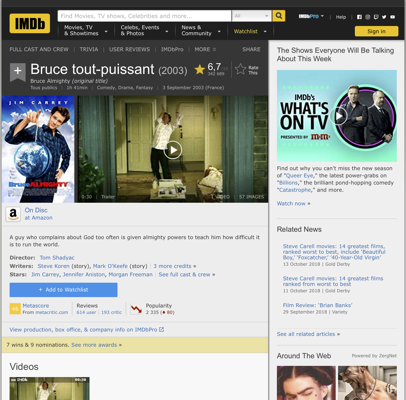 IMDb
Find Movies, TV shows, Celebrities and more...
All
IMDbPro
Help
Movies, TV & Showtimes
Celebs, Events & Photos
News & Community
Watchlist
Sign in
FULL CAST AND CREW | TRIVIA | USER REVIEWS | IMDbPro | MORE
SHARE
Bruce tout-puissant (2003)
Bruce Almighty (original title)
Tous publics | 1h 41min | Comedy, Drama, Fantasy | 3 September 2003 (France)
6,7
Rate This
JIM CARREY
BRUCE ALMIGHTY
0:30 | Trailer
VIDEO
57 IMAGES
On Disc
at Amazon
A guy who complains about God too often is given almighty powers to teach him how difficult it is to run the world.
Director: Tom Shadyac
Writers: Steve Koren (story), Mark O'Keefe (story) | 3 more credits »
Stars: Jim Carrey, Jennifer Aniston, Morgan Freeman | See full cast & crew »
+ Add to Watchlist
Metascore
From metacritic.com
Reviews
614 user | 193 critic
Popularity
2 335
View production, box office, & company info on IMDbPro
7 wins & 9 nominations. See more awards »
Videos
The Shows Everyone Will Be Talking About This Week
IMDb's
WHAT'S
ON TV
PRESENTED BY
Find out why you can't miss the new season of "Queer Eye," the latest power-grabs on "Billions," the brilliant pond-hopping comedy "Catastrophe," and more.
Watch now »
Related News
Steve Carell movies: 14 greatest films, ranked worst to best, include 'Beautiful Boy,' 'Foxcatcher,' '40-Year-Old Virgin'
13 October 2018 | Gold Derby
Steve Carell movies: 14 greatest films ranked from worst to best
11 October 2018 | Gold Derby
Film Review: 'Brian Banks'
29 September 2018 | Variety
See all related articles »
Around The Web
Powered by ZergNet